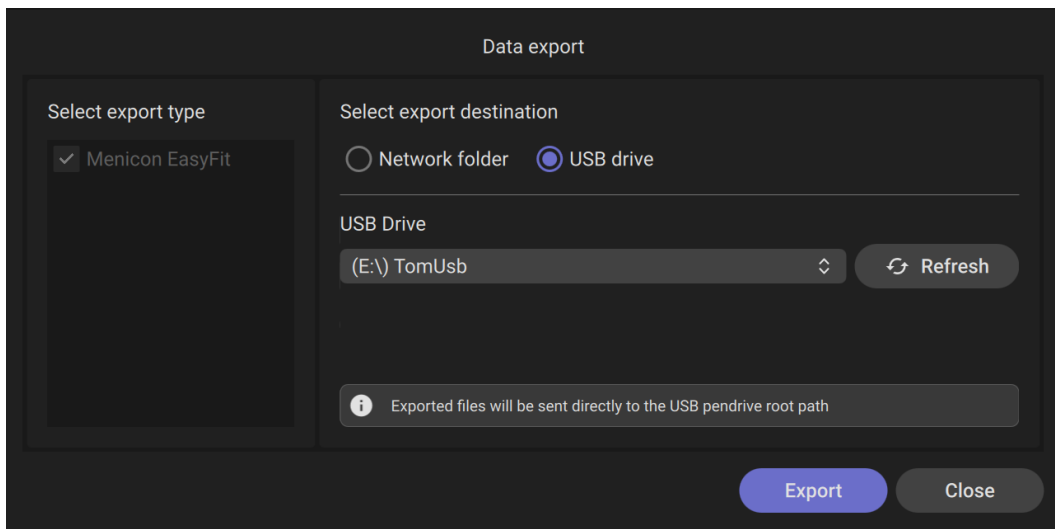 Data export
Select export type
Menicon EasyFit
Select export destination
Network folder
USB drive
USB Drive
(E:\) TomUsb
Refresh
Exported files will be sent directly to the USB pendrive root path
Export
Close